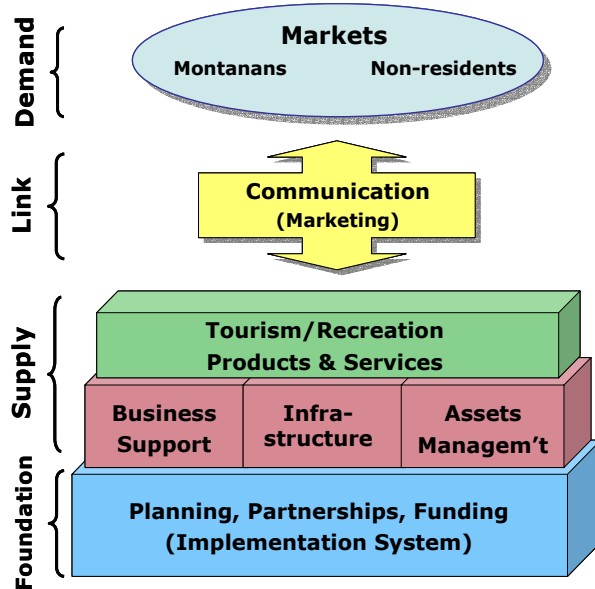 Demand
Markets
Montanans Non-residents
Link
Communication
(Marketing)
Supply
Tourism/Recreation
Products & Services
Business
Support
Infra-
structure
Assets
Managem't
Foundation
Planning, Partnerships, Funding
(Implementation System)